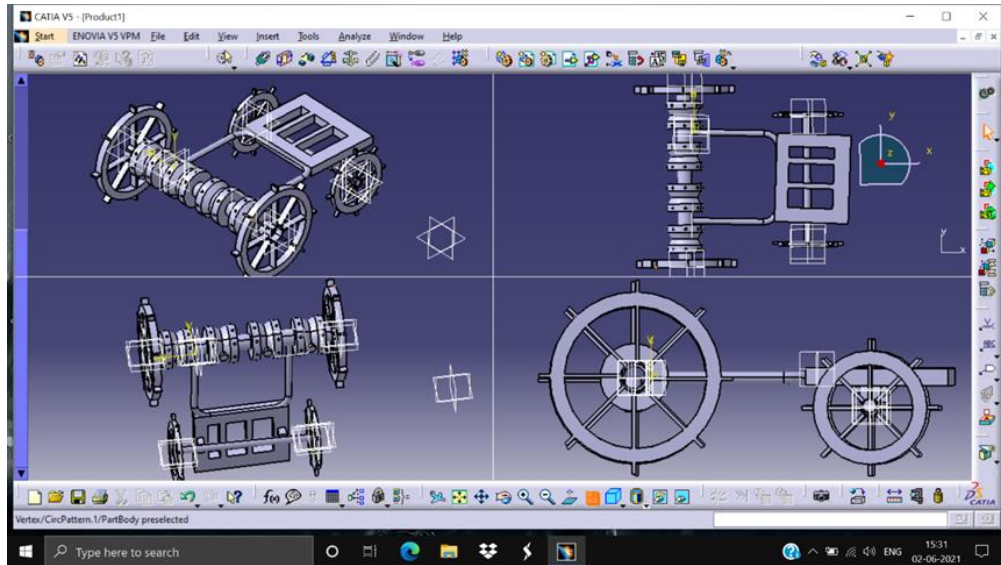 CATIA V5 - [Product1]
Start ENOVIA V5 VPM File Edit View Insert Tools Analyze Window Help
y
x
z
y
x
f(x)
CATIA
Vertex/CircPattern.1/PartBody preselected
Type here to search
ENG
15:31
02-06-2021